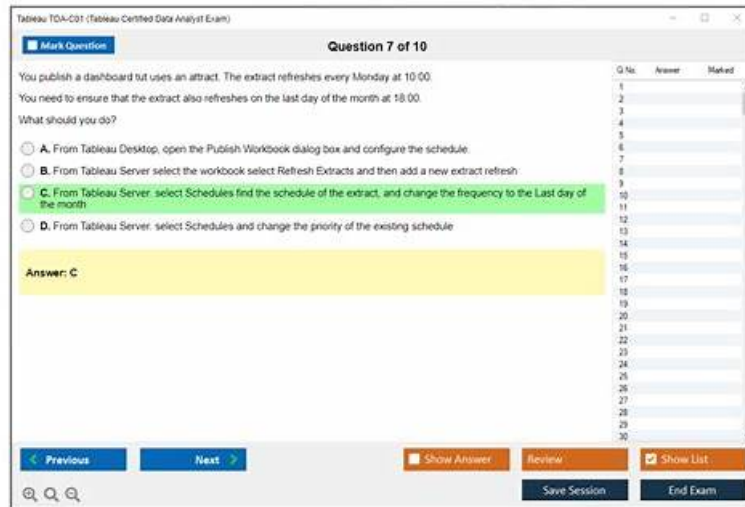 Tableau TDA-C01 (Tableau Certified Data Analyst Exam)
Mark Question
Question 7 of 10
You publish a dashboard tut uses an attract. The extract refreshes every Monday at 10:00.
You need to ensure that the extract also refreshes on the last day of the month at 18:00.
What should you do?
A. From Tableau Desktop, open the Publish Workbook dialog box and configure the schedule.
B. From Tableau Server select the workbook select Refresh Extracts and then add a new extract refresh
C. From Tableau Server. select Schedules find the schedule of the extract, and change the frequency to the Last day of
the month
D. From Tableau Server. select Schedules and change the priority of the existing schedule
Answer: C
Q No. Answer Marked
1
2
3
4
5
6
7
8
9
10
11
12
13
14
15
16
17
18
19
20
21
22
23
24
25
26
27
28
29
30
Previous
Next
Show Answer
Review
Show List
Save Session
End Exam